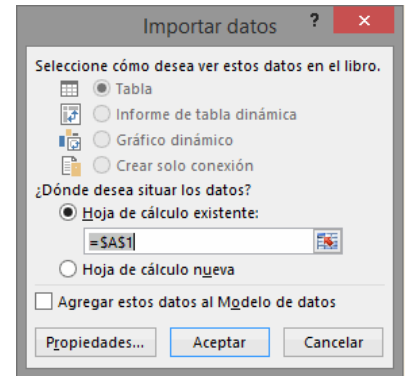 Importar datos ? ×
Seleccione cómo desea ver estos datos en el libro.
Tabla
Informe de tabla dinámica
Gráfico dinámico
Crear solo conexión
¿Dónde desea situar los datos?
Hoja de cálculo existente:
=$A$1
Hoja de cálculo nueva
Agregar estos datos al Modelo de datos
Propiedades... Aceptar Cancelar